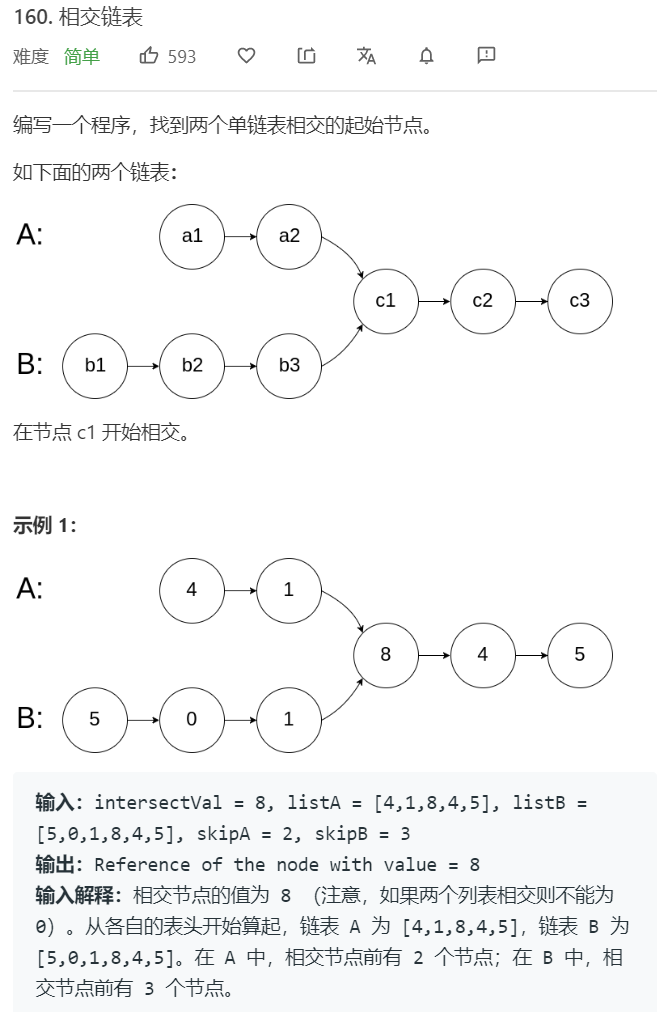 160. 相交链表
难度 简单 593
编写一个程序，找到两个单链表相交的起始节点。
如下面的两个链表：
A: a1 a2
c1 c2 c3
B: b1 b2 b3
在节点 c1 开始相交。
示例 1：
A: 4 1
8 4 5
B: 5 0 1
输入：intersectVal = 8, listA = [4,1,8,4,5], listB =
[5,0,1,8,4,5], skipA = 2, skipB = 3
输出：Reference of the node with value = 8
输入解释：相交节点的值为 8 （注意，如果两个列表相交则不能为
0）。从各自的表头开始算起，链表 A 为 [4,1,8,4,5]，链表 B 为
[5,0,1,8,4,5]。在 A 中，相交节点前有 2 个节点；在 B 中，相
交节点前有 3 个节点。